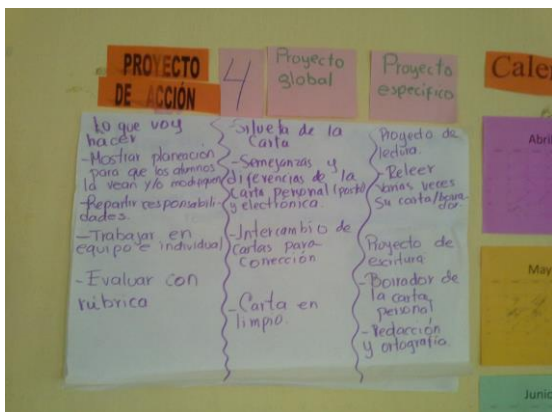 PROYECTO
DE ACCIÓN
4
Proyecto
global
Proyecto
específico
Lo que voy
hacer
-Mostrar planeación
para que los alumnos
la vean y/o modifiquen
-Repartir responsabili-
dades.
-Trabajar en
equipo e individual
-Evaluar con
rúbrica
Silueta de la
Carta
-Semejanzas y
diferencias de la
Carta Personal (post)
y electrónica.
-Intercambio de
cartas para
corrección
-Carta en
limpio.
Proyecto de
lectura.
-Releer
varias veces
su carta/borra
dor.
Proyecto de
escritura.
-Borrador de
la carta
personal
-Redacción
y ortografía.
Cale
Abri
May
Junio